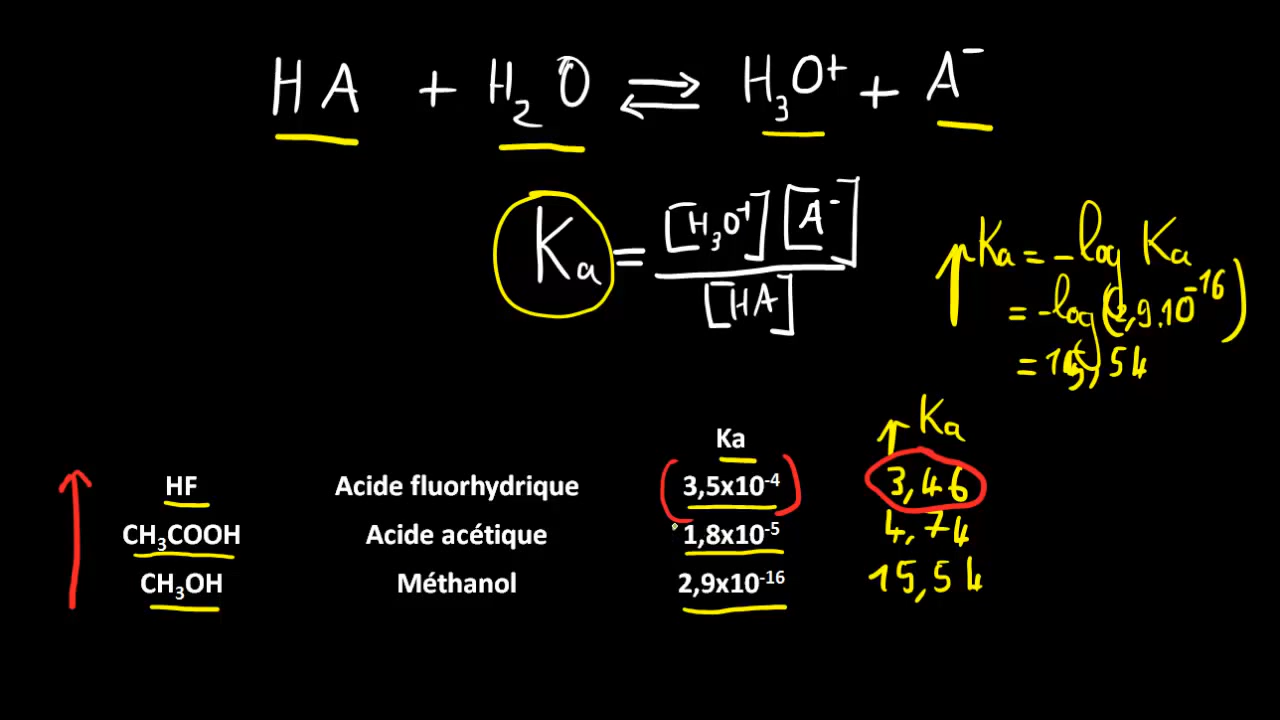 HA + H₂O ⇌ H₃O⁺ + A⁻
Ka = [H₃O⁺] [A⁻] / [HA]
pKa = -log Ka
= -log(2,9.10⁻¹⁶)
= 15,54
Ka pKa
HF Acide fluorhydrique 3,5x10⁻⁴ 3,46
CH₃COOH Acide acétique 1,8x10⁻⁵ 4,74
CH₃OH Méthanol 2,9x10⁻¹⁶ 15,54